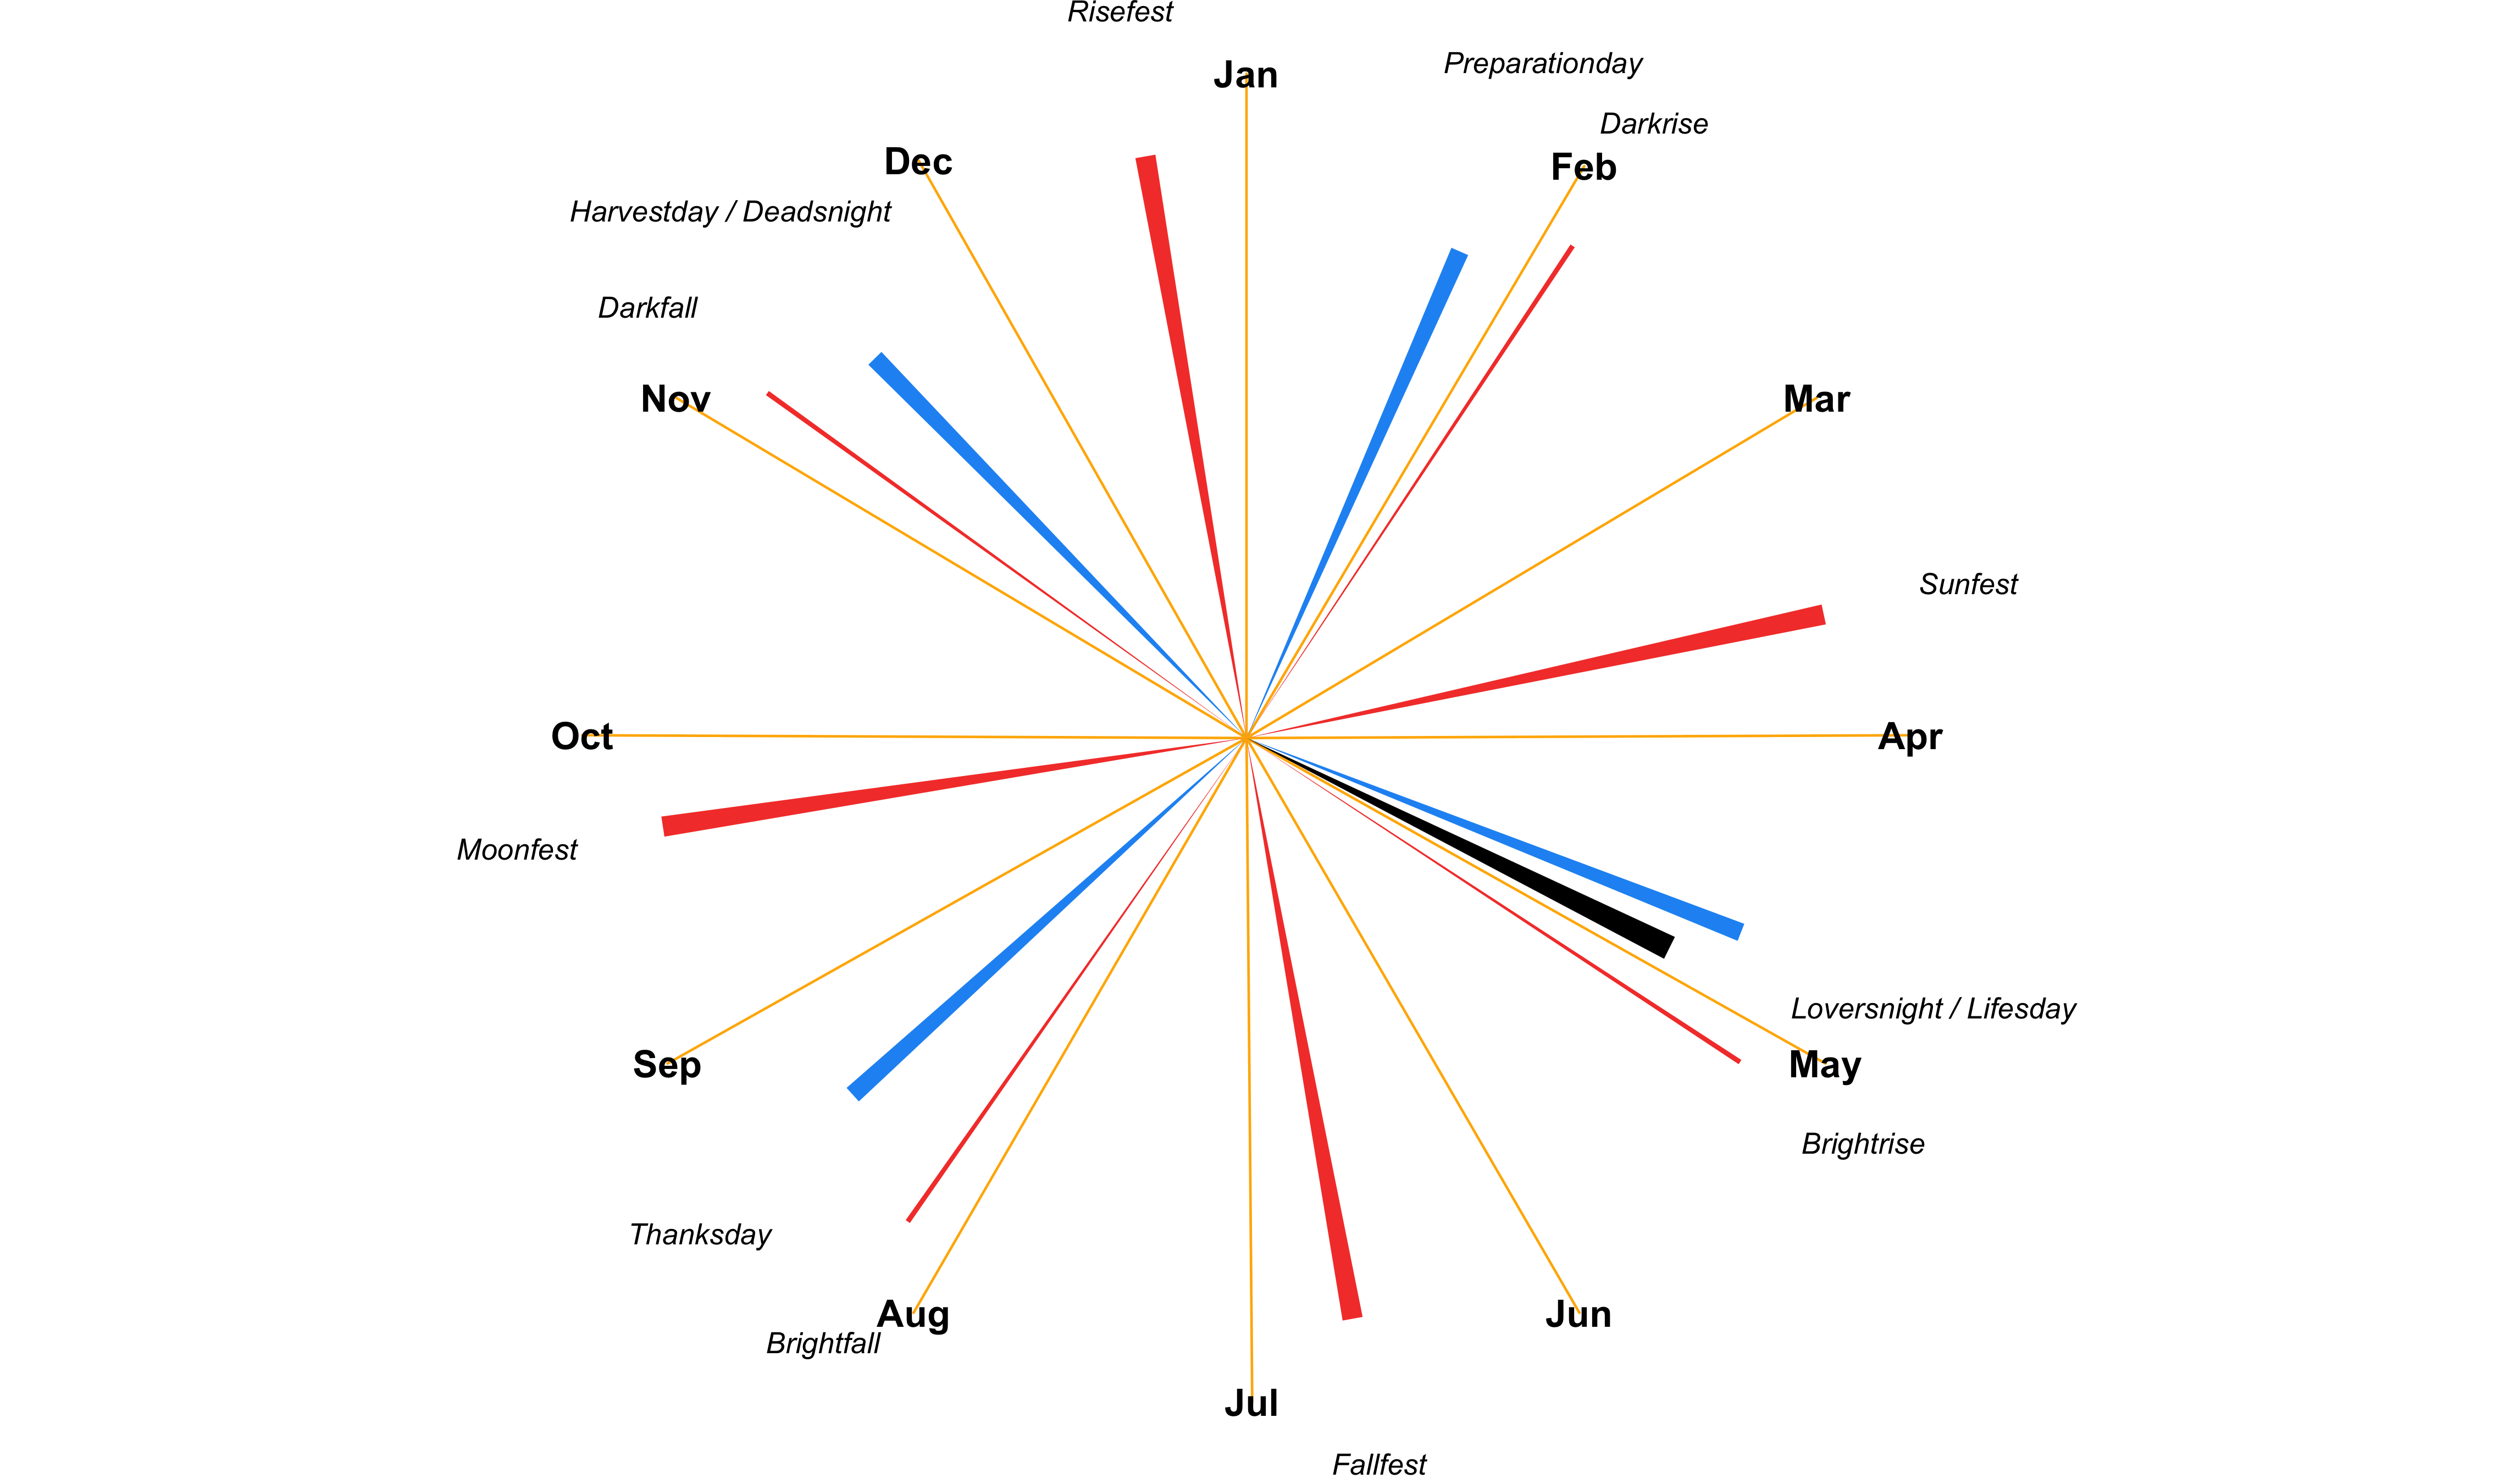 Risefest
Jan
Preparationday
Darkrise
Dec
Feb
Harvestday / Deadsnight
Darkfall
Nov
Mar
Sunfest
Oct
Apr
Moonfest
Loversnight / Lifesday
Sep
May
Brightrise
Thanksday
Aug
Jun
Brightfall
Jul
Fallfest